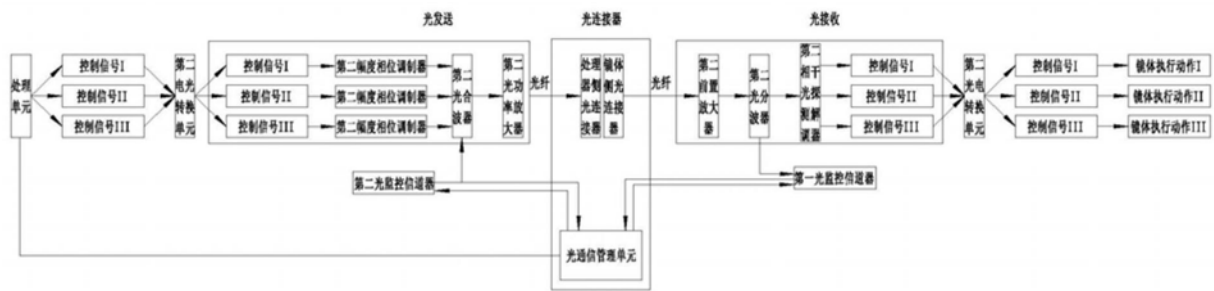 光发送
光连接器
光接收
处理单元
控制信号I
控制信号II
控制信号III
第二电光转换单元
控制信号I
控制信号II
控制信号III
第二幅度相位调制器
第二幅度相位调制器
第二幅度相位调制器
第二光合波器
第二光功率放大器
光纤
处理器侧光连接器
镜体侧光连接器
光纤
第二前置放大器
第二光分波器
第二相干光探测解调器
控制信号I
控制信号II
控制信号III
第二光电转换单元
控制信号I
控制信号II
控制信号III
镜体执行动作I
镜体执行动作II
镜体执行动作III
第二光监控信道器
第一光监控信道器
光通信管理单元